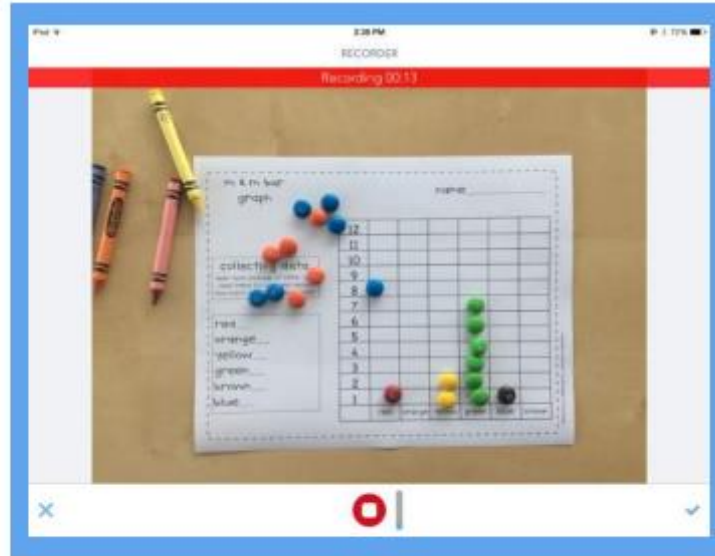 iPad
3:28 PM
RECORDER
Recording 00:13
m & m bar
graph
name
collecting data
12
11
10
9
8
7
6
5
4
3
2
1
red
orange
yellow
green
brown
blue
red orange yellow green blue brown